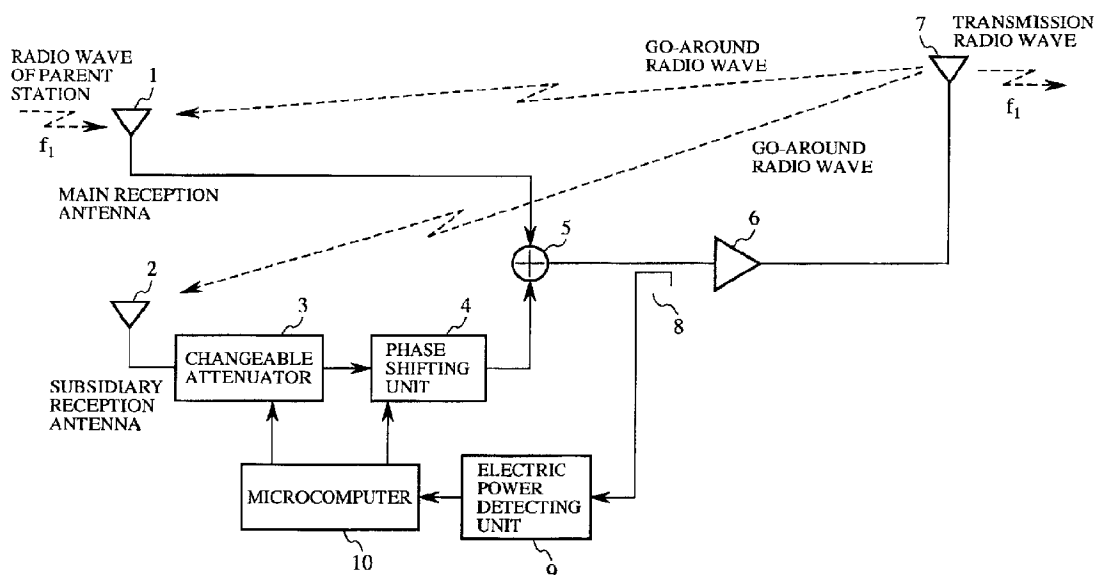 RADIO WAVE
OF PARENT
STATION
1
f1
MAIN RECEPTION
ANTENNA
GO-AROUND
RADIO WAVE
7
TRANSMISSION
RADIO WAVE
f1
GO-AROUND
RADIO WAVE
2
SUBSIDIARY
RECEPTION
ANTENNA
3
CHANGEABLE
ATTENUATOR
4
PHASE
SHIFTING
UNIT
5
6
8
MICROCOMPUTER
10
ELECTRIC
POWER
DETECTING
UNIT
9